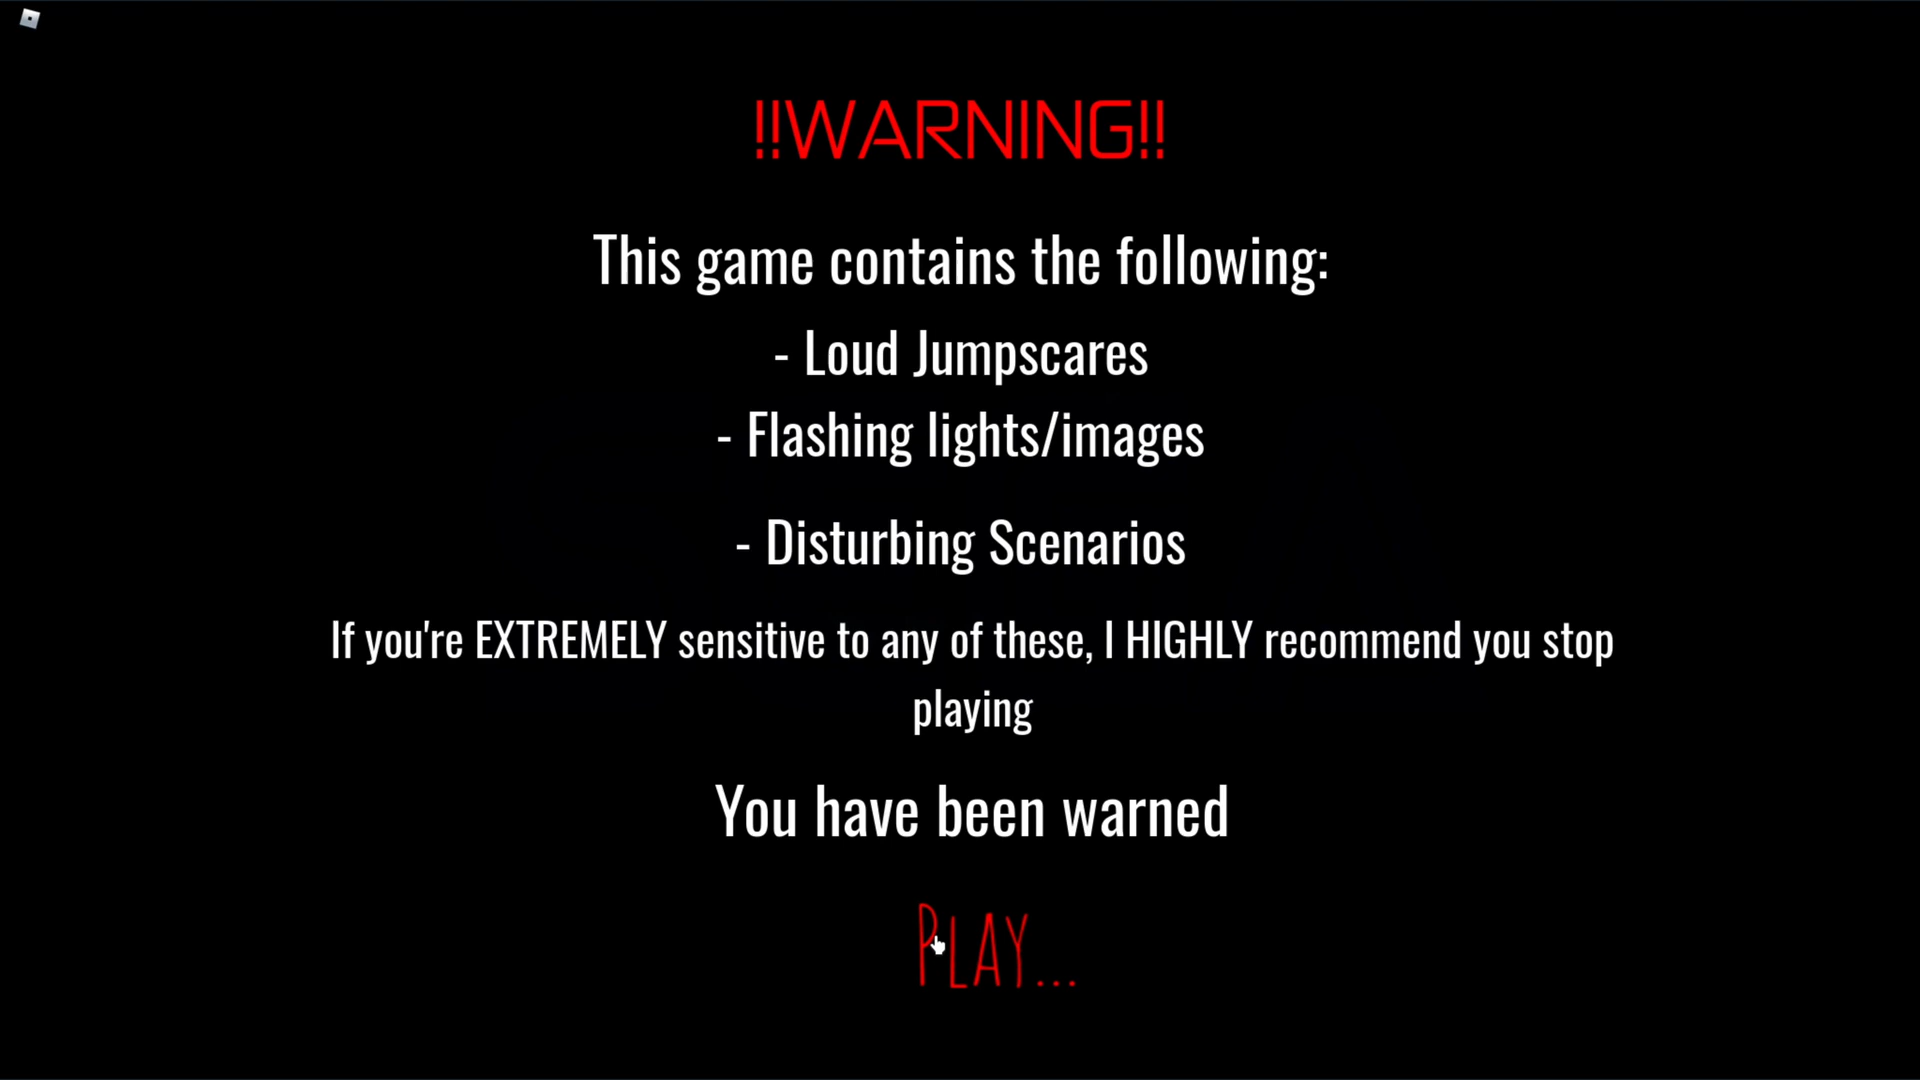 !!WARNING!!
This game contains the following:
- Loud Jumpscares
- Flashing lights/images
- Disturbing Scenarios
If you're EXTREMELY sensitive to any of these, I HIGHLY recommend you stop
playing
You have been warned
PLAY...